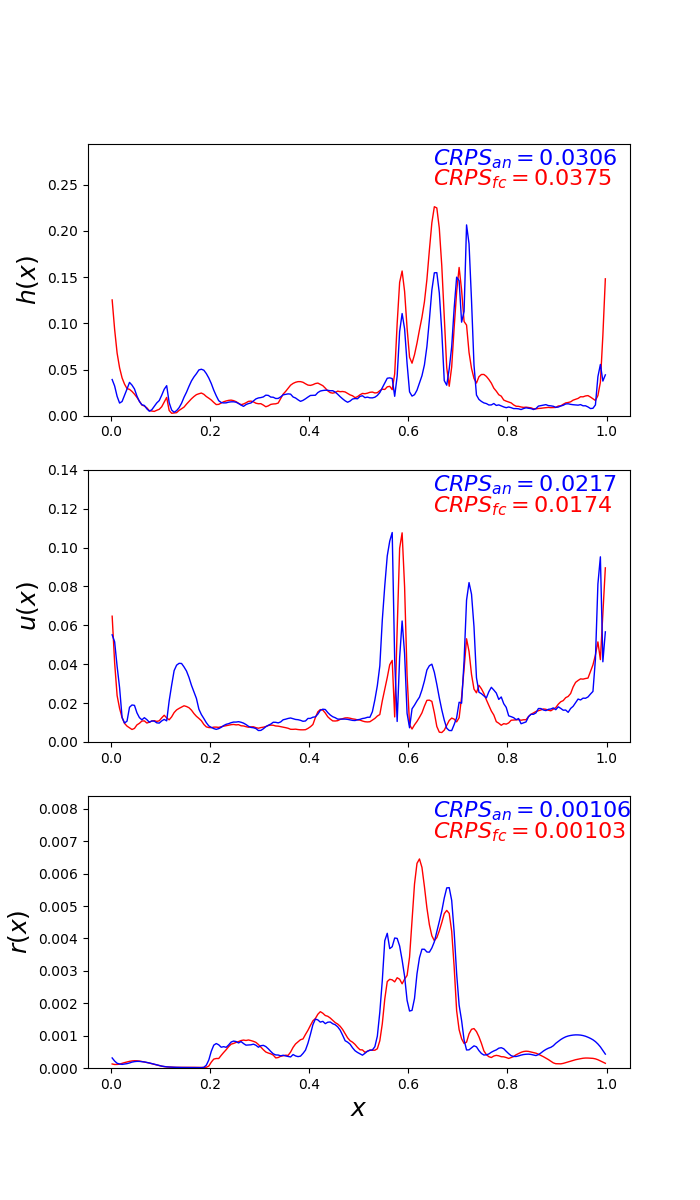 CRPS_an = 0.0306
CRPS_fc = 0.0375
0.25
0.20
0.15
0.10
0.05
0.00
h(x)
0.0 0.2 0.4 0.6 0.8 1.0
0.14
CRPS_an = 0.0217
CRPS_fc = 0.0174
0.12
0.10
0.08
0.06
0.04
0.02
0.00
u(x)
0.0 0.2 0.4 0.6 0.8 1.0
CRPS_an = 0.00106
CRPS_fc = 0.00103
0.008
0.007
0.006
0.005
0.004
0.003
0.002
0.001
0.000
r(x)
0.0 0.2 0.4 0.6 0.8 1.0
x